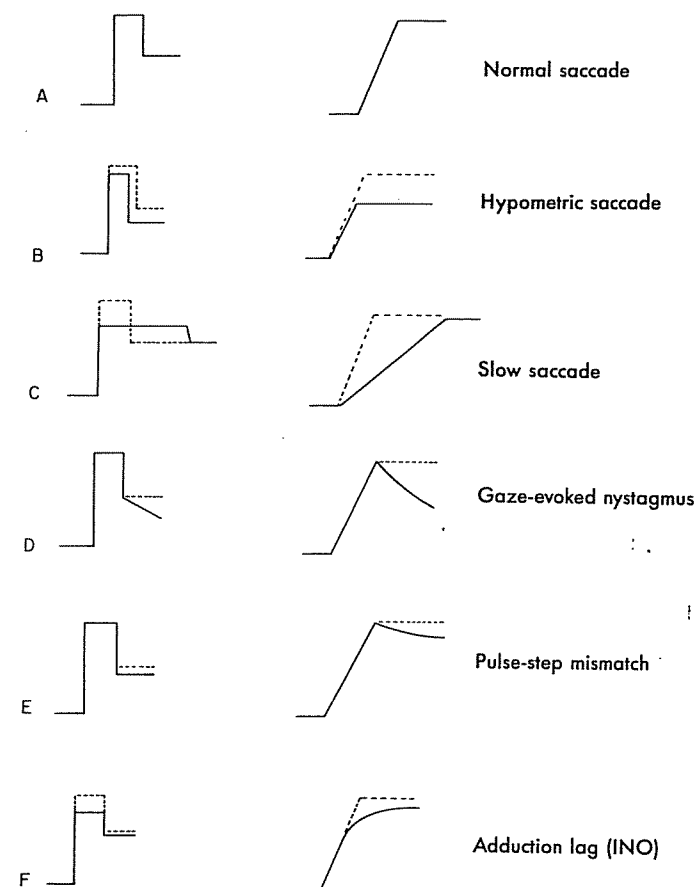 A
Normal saccade
B
Hypometric saccade
C
Slow saccade
D
Gaze-evoked nystagmus
E
Pulse-step mismatch
F
Adduction lag (INO)